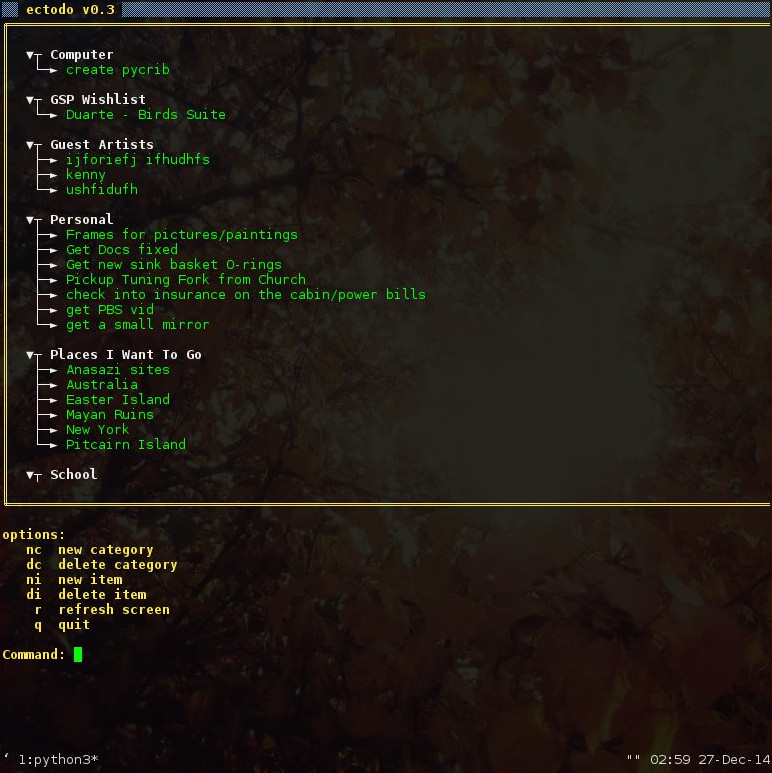 ectodo v0.3
Computer
create pycrib
GSP Wishlist
Duarte - Birds Suite
Guest Artists
ijforiefj ifhudhfs
kenny
ushfidufh
Personal
Frames for pictures/paintings
Get Docs fixed
Get new sink basket O-rings
Pickup Tuning Fork from Church
check into insurance on the cabin/power bills
get PBS vid
get a small mirror
Places I Want To Go
Anasazi sites
Australia
Easter Island
Mayan Ruins
New York
Pitcairn Island
School
options:
nc new category
dc delete category
ni new item
di delete item
r refresh screen
q quit
Command:
‘ 1:python3* "" 02:59 27-Dec-14